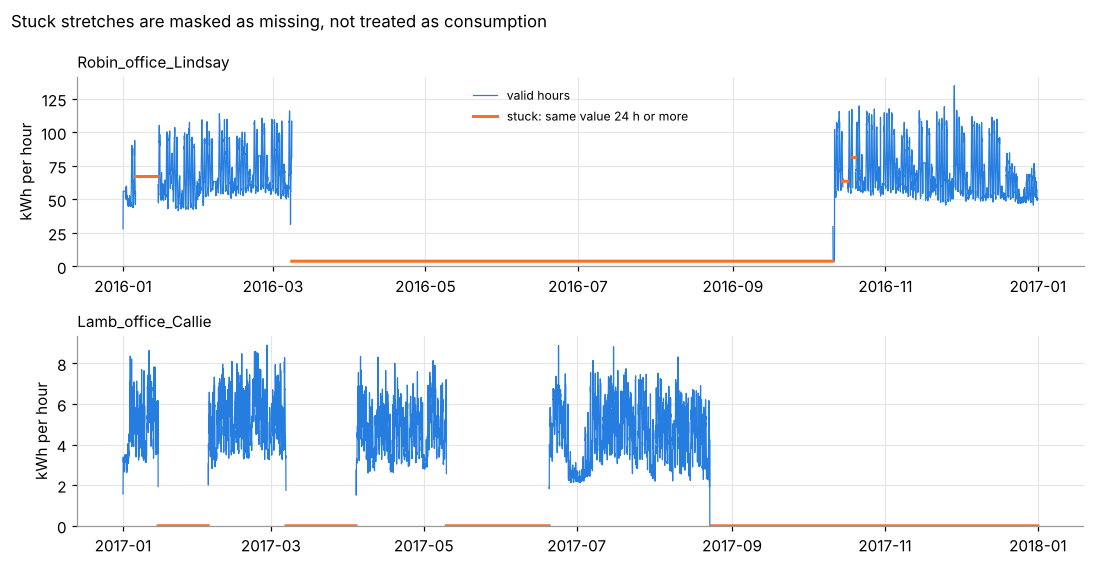 Stuck stretches are masked as missing, not treated as consumption
Robin_office_Lindsay
valid hours
stuck: same value 24 h or more
kWh per hour
125
100
75
50
25
0
2016-01 2016-03 2016-05 2016-07 2016-09 2016-11 2017-01
Lamb_office_Callie
kWh per hour
8
6
4
2
0
2017-01 2017-03 2017-05 2017-07 2017-09 2017-11 2018-01